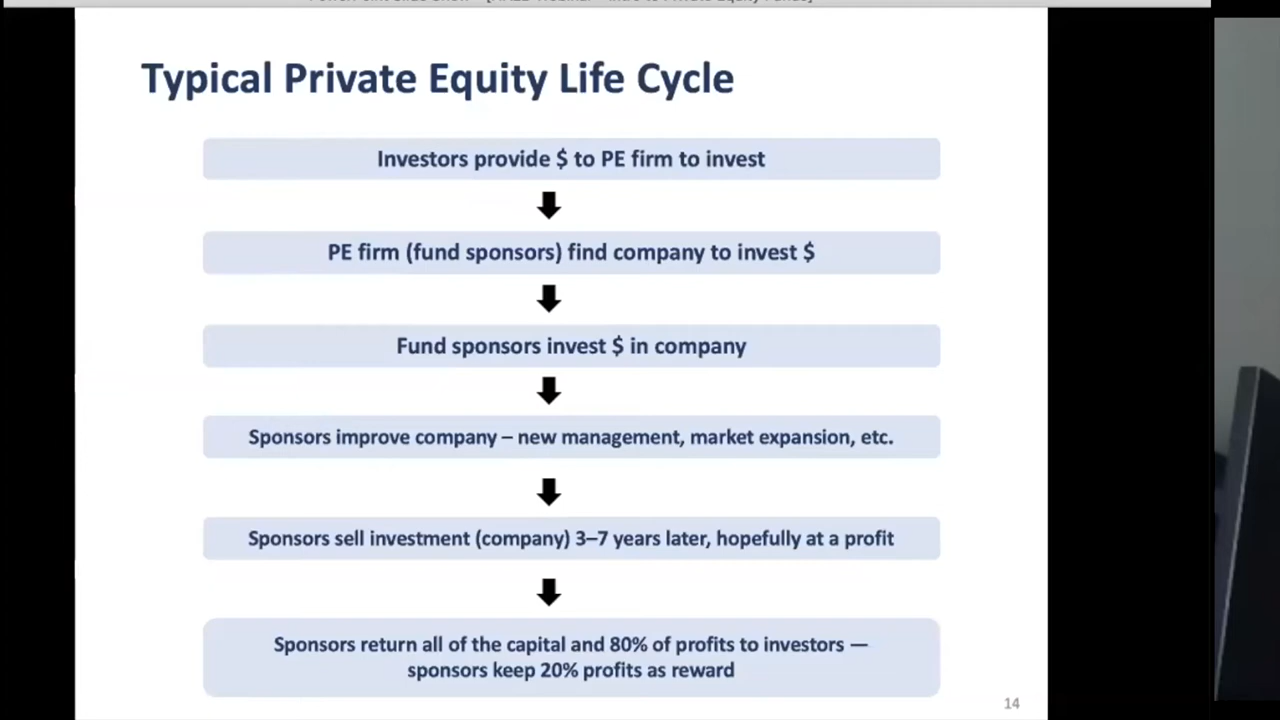 Typical Private Equity Life Cycle
Investors provide $ to PE firm to invest
PE firm (fund sponsors) find company to invest $
Fund sponsors invest $ in company
Sponsors improve company – new management, market expansion, etc.
Sponsors sell investment (company) 3–7 years later, hopefully at a profit
Sponsors return all of the capital and 80% of profits to investors —
sponsors keep 20% profits as reward
14